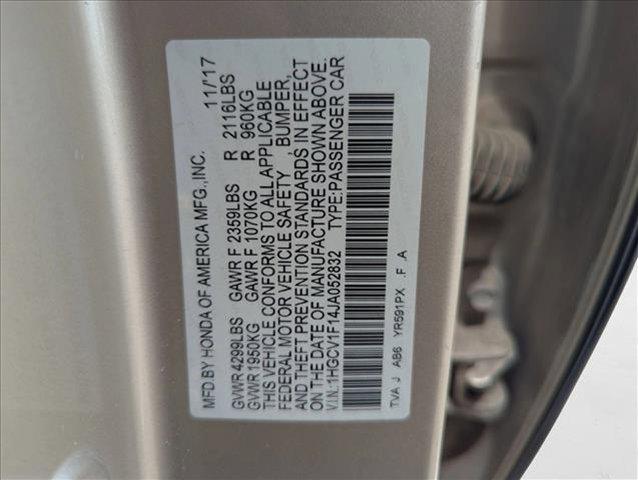 MFD.BY HONDA OF AMERICA MFG.,INC. 11/'17
GVWR 4299LBS GAWR F 2359LBS R 2116LBS
GVWR 1950KG GAWR F 1070KG R 960KG
THIS VEHICLE CONFORMS TO ALL APPLICABLE
FEDERAL MOTOR VEHICLE SAFETY , BUMPER,
AND THEFT PREVENTION STANDARDS IN EFFECT
ON THE DATE OF MANUFACTURE SHOWN ABOVE.
V.I.N.:1HGCV1F14JA052832 TYPE:PASSENGER CAR
TVA J AB6 YR591PX .F .A